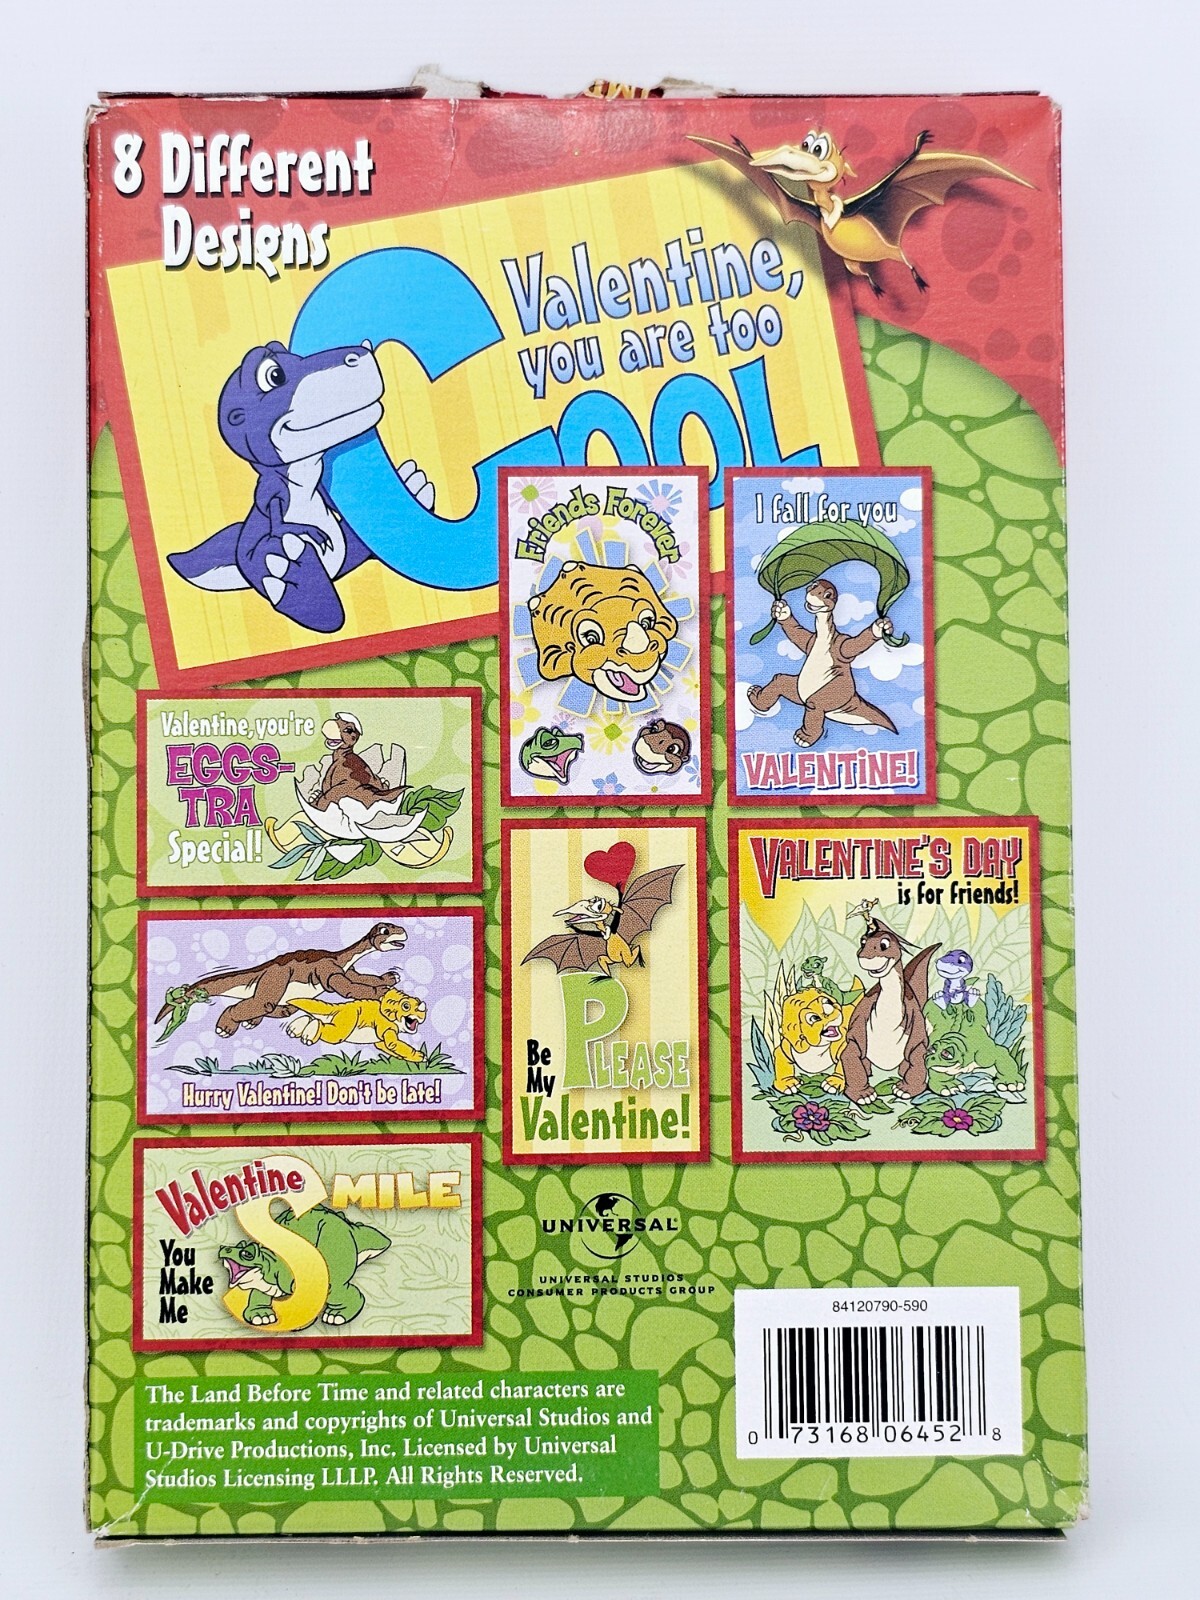 8 Different
Designs
Valentine,
you are too
COOL
Friends Forever
I fall for you
VALENTINE!
Valentine, you're
EGGS-
TRA
Special!
Hurry Valentine! Don't be late!
Be
My
PLEASE
Valentine!
VALENTINE'S DAY
is for friends!
Valentine
You
Make
Me
SMILE
UNIVERSAL®
UNIVERSAL STUDIOS
CONSUMER PRODUCTS GROUP
84120790-590
0 73168 06452 8
The Land Before Time and related characters are
trademarks and copyrights of Universal Studios and
U-Drive Productions, Inc. Licensed by Universal
Studios Licensing LLLP. All Rights Reserved.